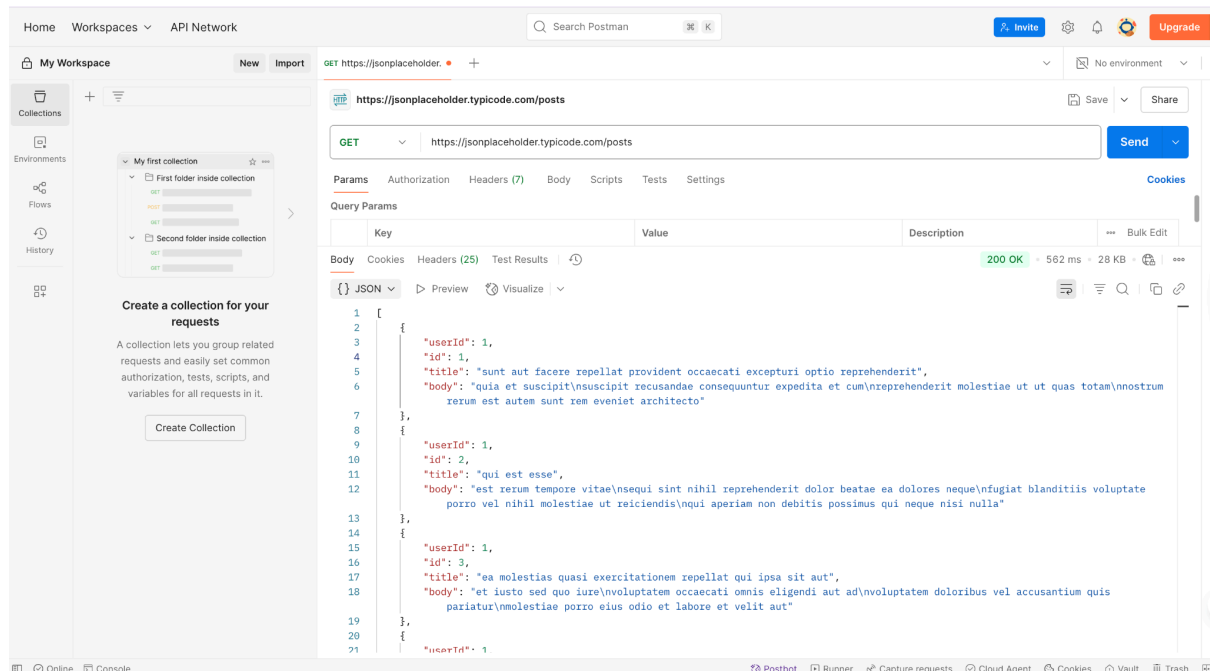 Home Workspaces API Network Search Postman ⌘ K Invite Upgrade
My Workspace New Import GET https://jsonplaceholder. No environment
Collections
Environments
Flows
History
My first collection
First folder inside collection
GET
POST
GET
Second folder inside collection
GET
GET
Create a collection for your
requests
A collection lets you group related
requests and easily set common
authorization, tests, scripts, and
variables for all requests in it.
Create Collection
HTTP https://jsonplaceholder.typicode.com/posts Save Share
GET https://jsonplaceholder.typicode.com/posts Send
Params Authorization Headers (7) Body Scripts Tests Settings Cookies
Query Params
Key Value Description Bulk Edit
Body Cookies Headers (25) Test Results 200 OK 562 ms 28 KB
{} JSON Preview Visualize
1 [
2 {
3 "userId": 1,
4 "id": 1,
5 "title": "sunt aut facere repellat provident occaecati excepturi optio reprehenderit",
6 "body": "quia et suscipit\nsuscipit recusandae consequuntur expedita et cum\nreprehenderit molestiae ut ut quas totam\nnostrum
rerum est autem sunt rem eveniet architecto"
7 },
8 {
9 "userId": 1,
10 "id": 2,
11 "title": "qui est esse",
12 "body": "est rerum tempore vitae\nsequi sint nihil reprehenderit dolor beatae ea dolores neque\nfugiat blanditiis voluptate
porro vel nihil molestiae ut reiciendis\nqui aperiam non debitis possimus qui neque nisi nulla"
13 },
14 {
15 "userId": 1,
16 "id": 3,
17 "title": "ea molestias quasi exercitationem repellat qui ipsa sit aut",
18 "body": "et iusto sed quo iure\nvoluptatem occaecati omnis eligendi aut ad\nvoluptatem doloribus vel accusantium quis
pariatur\nmolestiae porro eius odio et labore et velit aut"
19 },
20 {
21 "userId": 1,
Online Console Postbot Runner Capture requests Cloud Agent Cookies Vault Trash